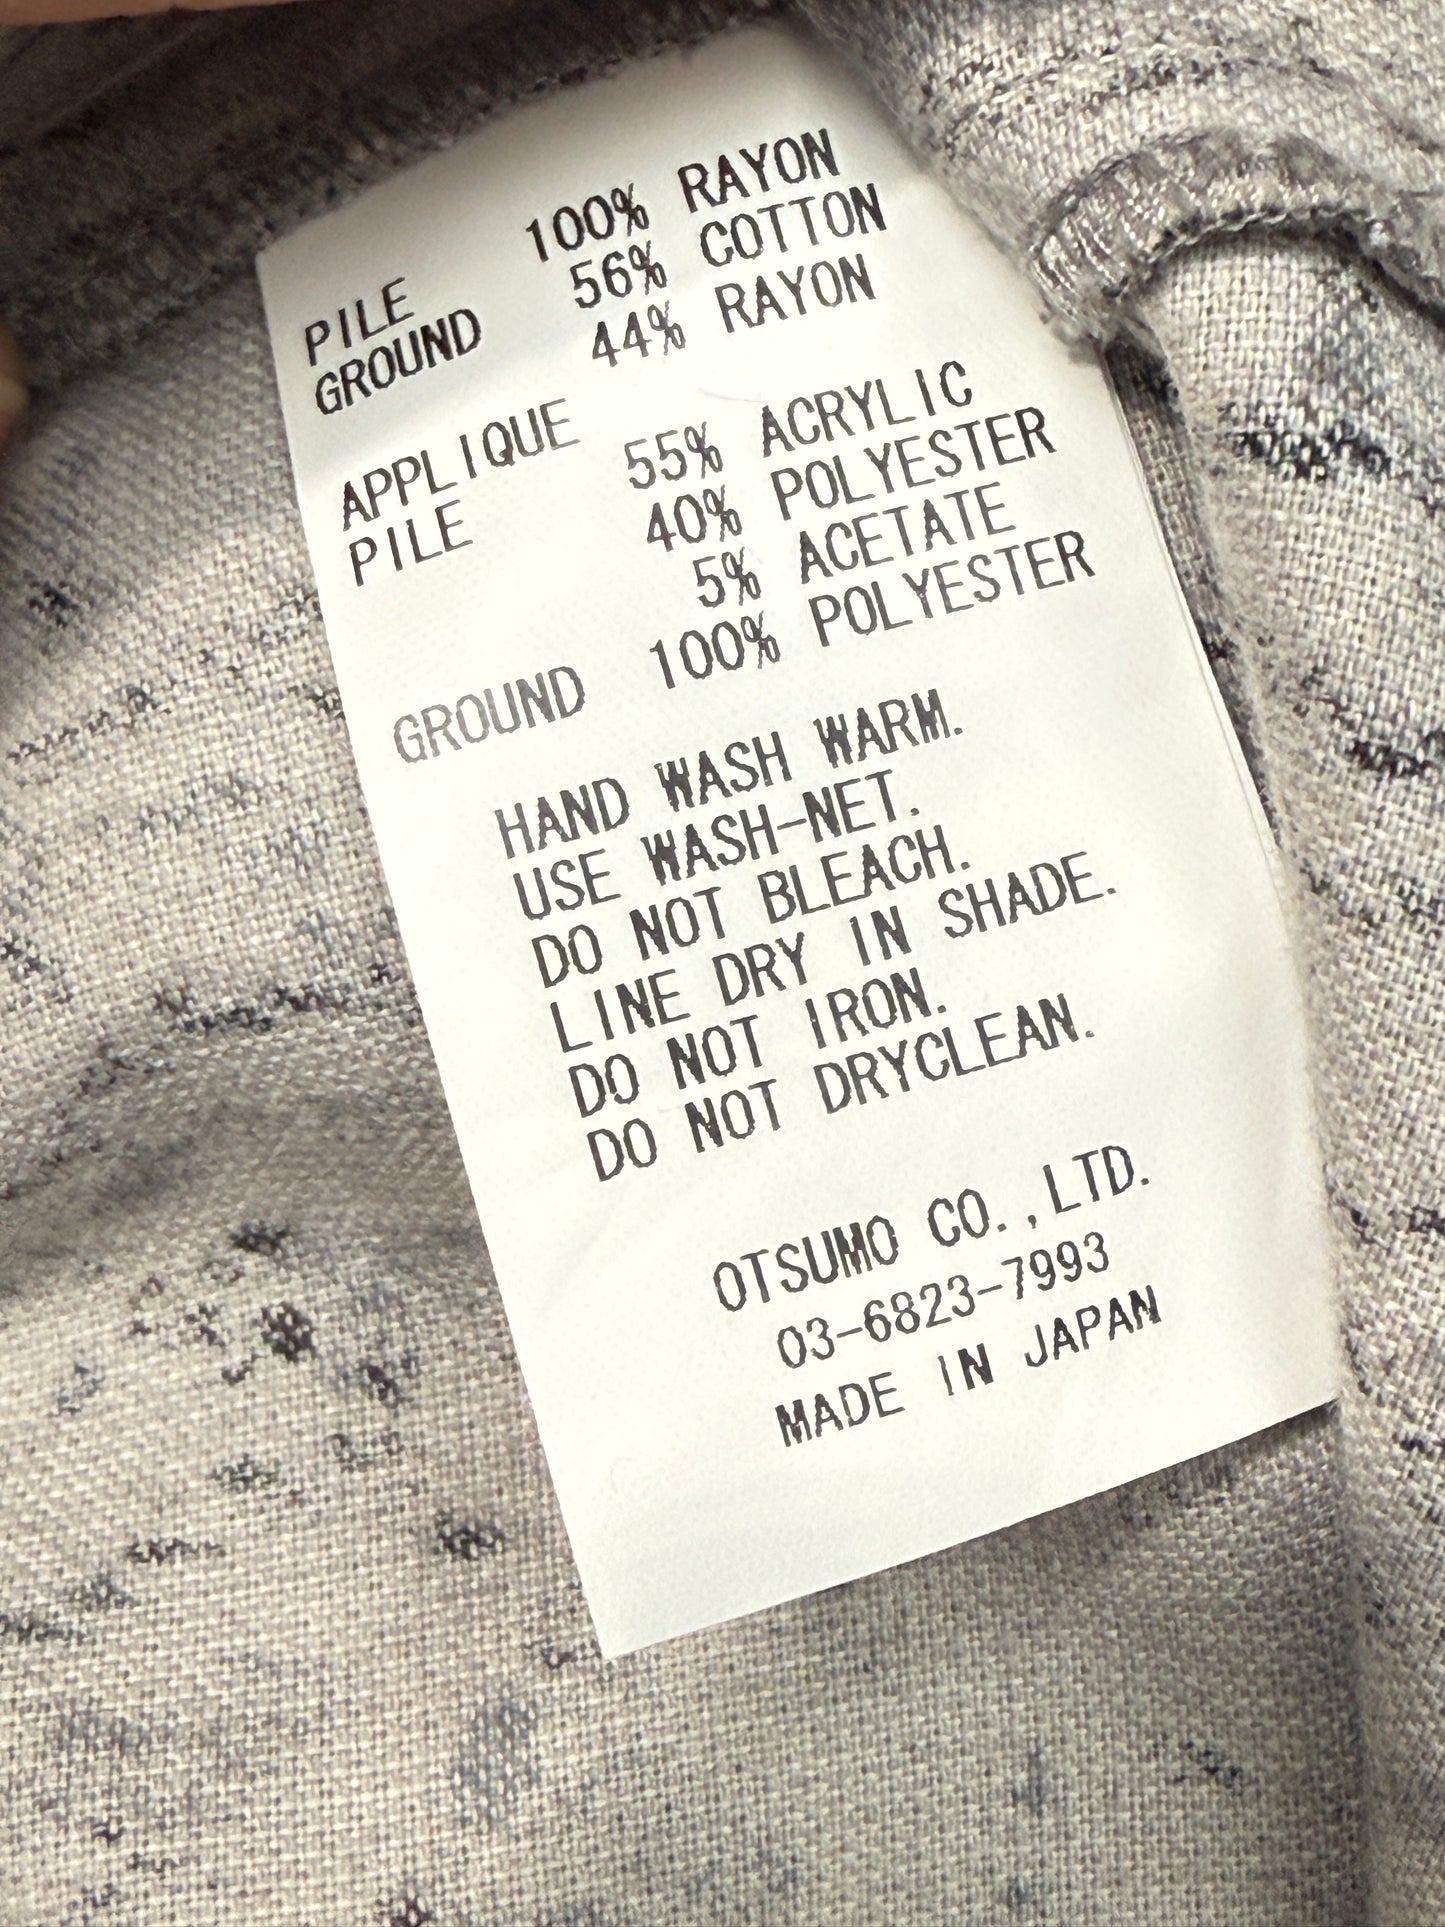 PILE 100% RAYON
GROUND 56% COTTON
44% RAYON
APPLIQUE
PILE 55% ACRYLIC
40% POLYESTER
5% ACETATE
GROUND 100% POLYESTER
HAND WASH WARM.
USE WASH-NET.
DO NOT BLEACH.
LINE DRY IN SHADE.
DO NOT IRON.
DO NOT DRYCLEAN.
OTSUMO CO.,LTD.
03-6823-7993
MADE IN JAPAN